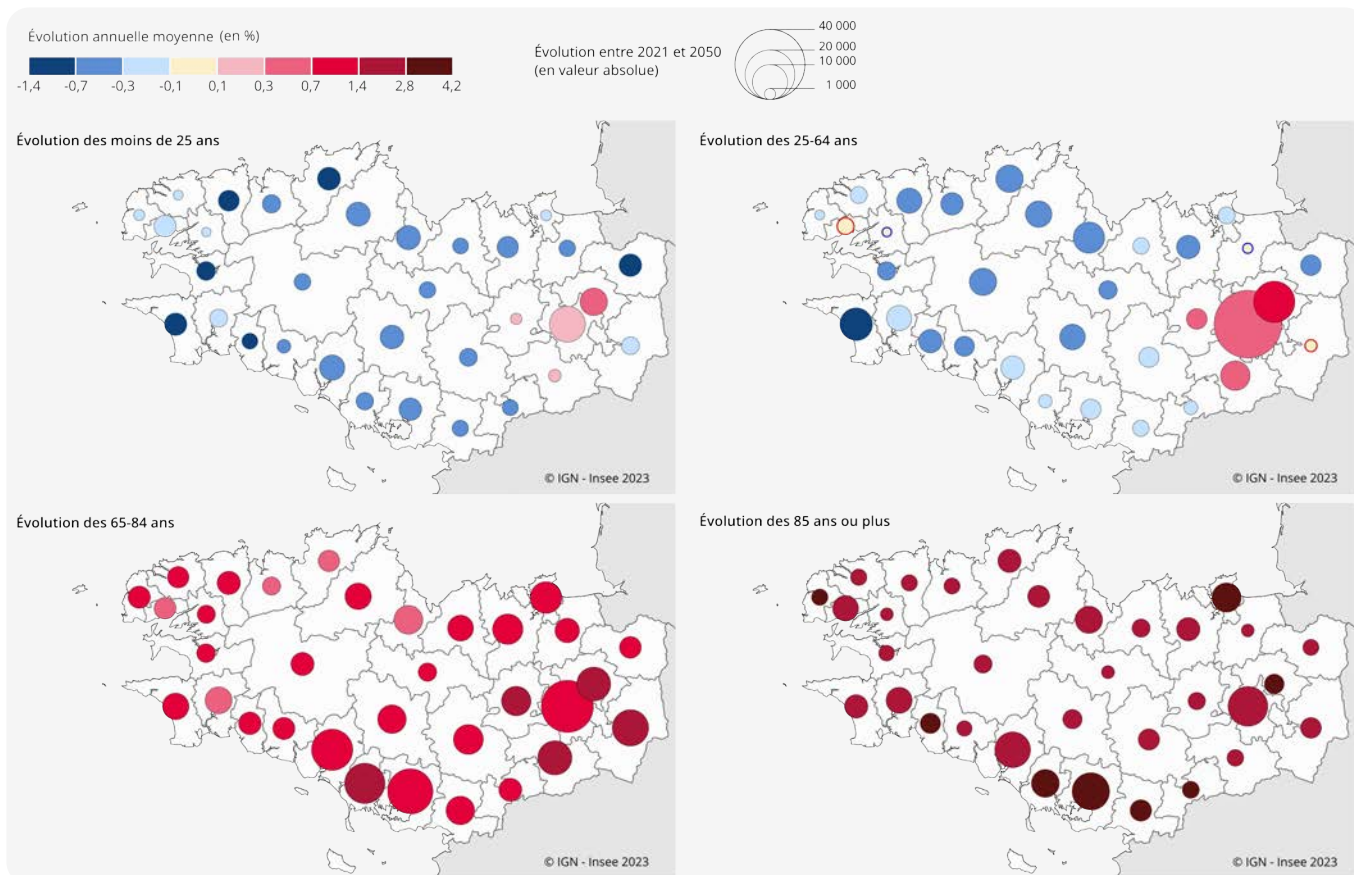 Évolution annuelle moyenne (en %)
-1,4 -0,7 -0,3 -0,1 0,1 0,3 0,7 1,4 2,8 4,2
Évolution entre 2021 et 2050
(en valeur absolue)
40 000
20 000
10 000
1 000
Évolution des moins de 25 ans
© IGN - Insee 2023
Évolution des 25-64 ans
© IGN - Insee 2023
Évolution des 65-84 ans
© IGN - Insee 2023
Évolution des 85 ans ou plus
© IGN - Insee 2023